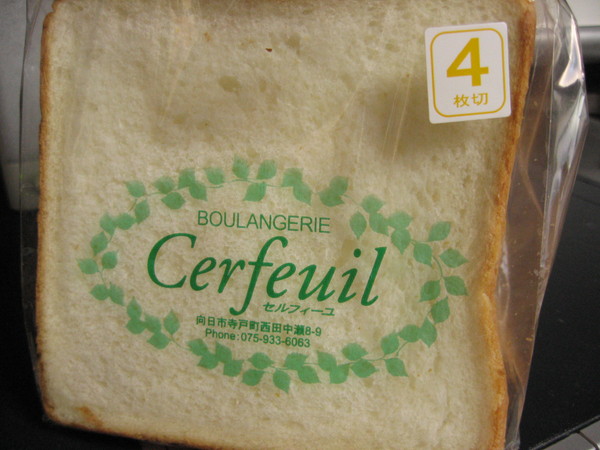 4
枚切
BOULANGERIE
Cerfeuil
セルフィーユ
向日市寺戸町西田中瀬8-9
Phone: 075-933-6063